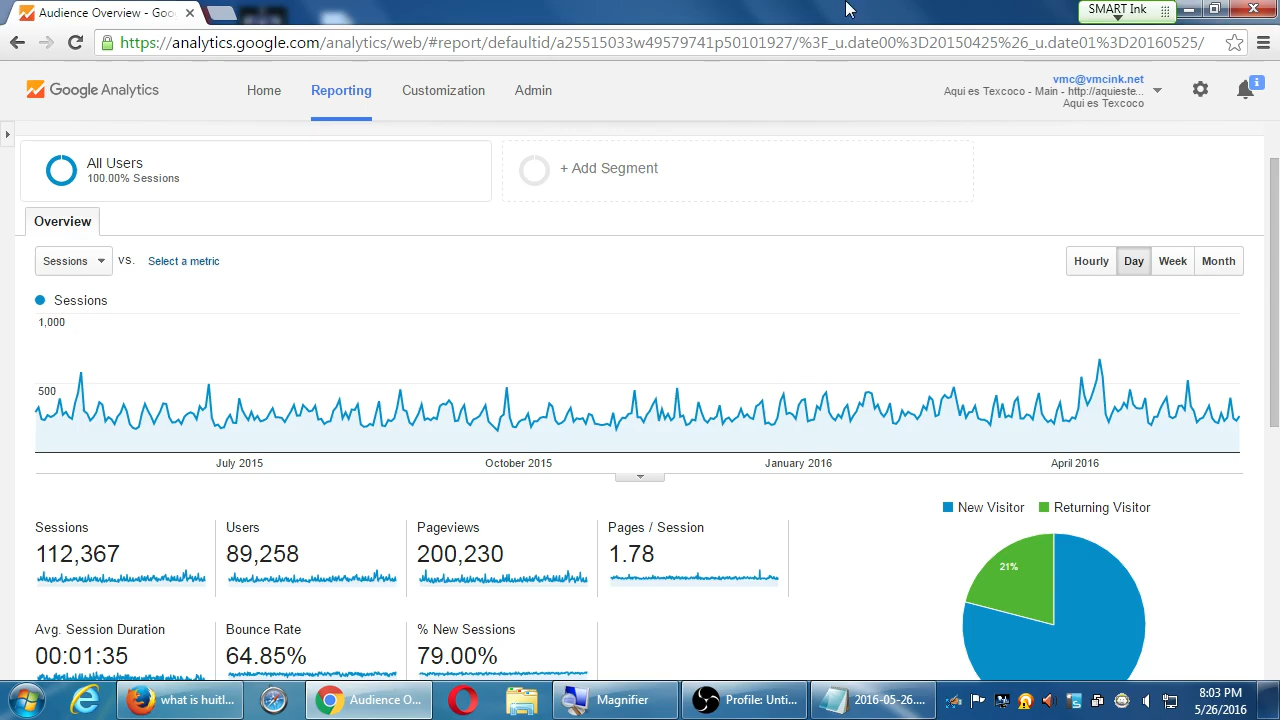 Audience Overview - Goo
SMART Ink
https://analytics.google.com/analytics/web/#report/defaultid/a25515033w49579741p50101927/%3F_u.date00%3D20150425%26_u.date01%3D20160525/
Google Analytics
Home
Reporting
Customization
Admin
vmc@vmcink.net
Aqui es Texcoco - Main - http://aquieste...
Aqui es Texcoco
All Users
100.00% Sessions
+ Add Segment
Overview
Sessions
VS.
Select a metric
Hourly
Day
Week
Month
Sessions
1,000
500
July 2015
October 2015
January 2016
April 2016
New Visitor
Returning Visitor
Sessions
112,367
Users
89,258
Pageviews
200,230
Pages / Session
1.78
21%
Avg. Session Duration
00:01:35
Bounce Rate
64.85%
% New Sessions
79.00%
what is huitl...
Audience O...
Magnifier
Profile: Unti...
2016-05-26....
8:03 PM
5/26/2016